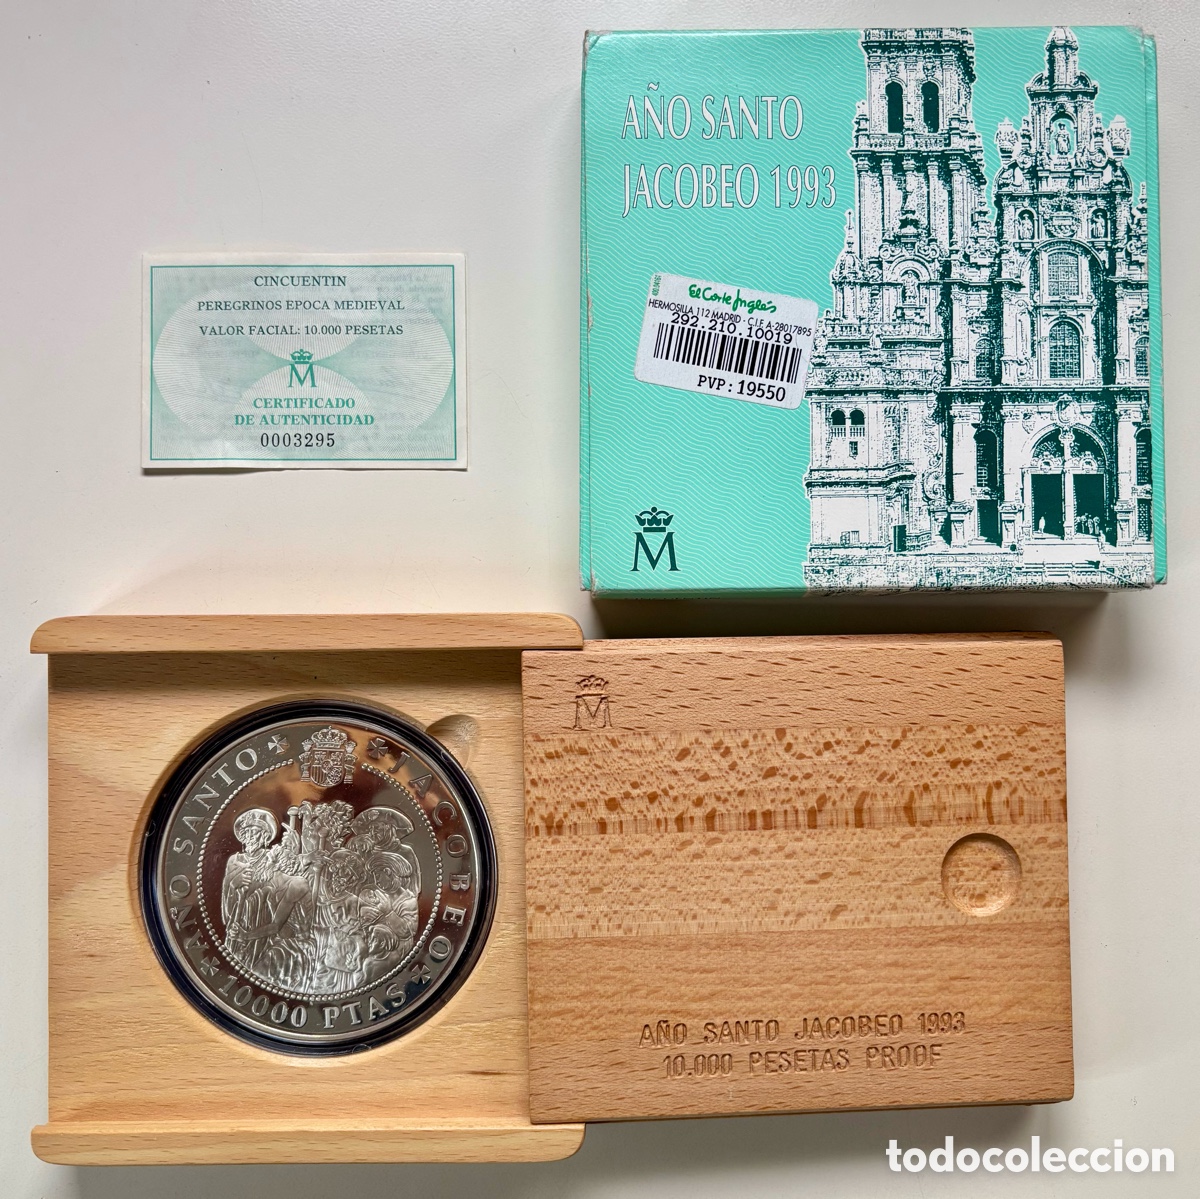 AÑO SANTO
JACOBEO 1993
El Corte Inglés
HERMOSILLA 112 MADRID - C.I.F. A-28017895
292.210.10019
PVP: 19550
M
CINCUENTIN
PEREGRINOS EPOCA MEDIEVAL
VALOR FACIAL: 10.000 PESETAS
M
CERTIFICADO
DE AUTENTICIDAD
0003295
M
AÑO SANTO JACOBEO
10000 PTAS
AÑO SANTO JACOBEO 1993
10.000 PESETAS PROOF
todocoleccion